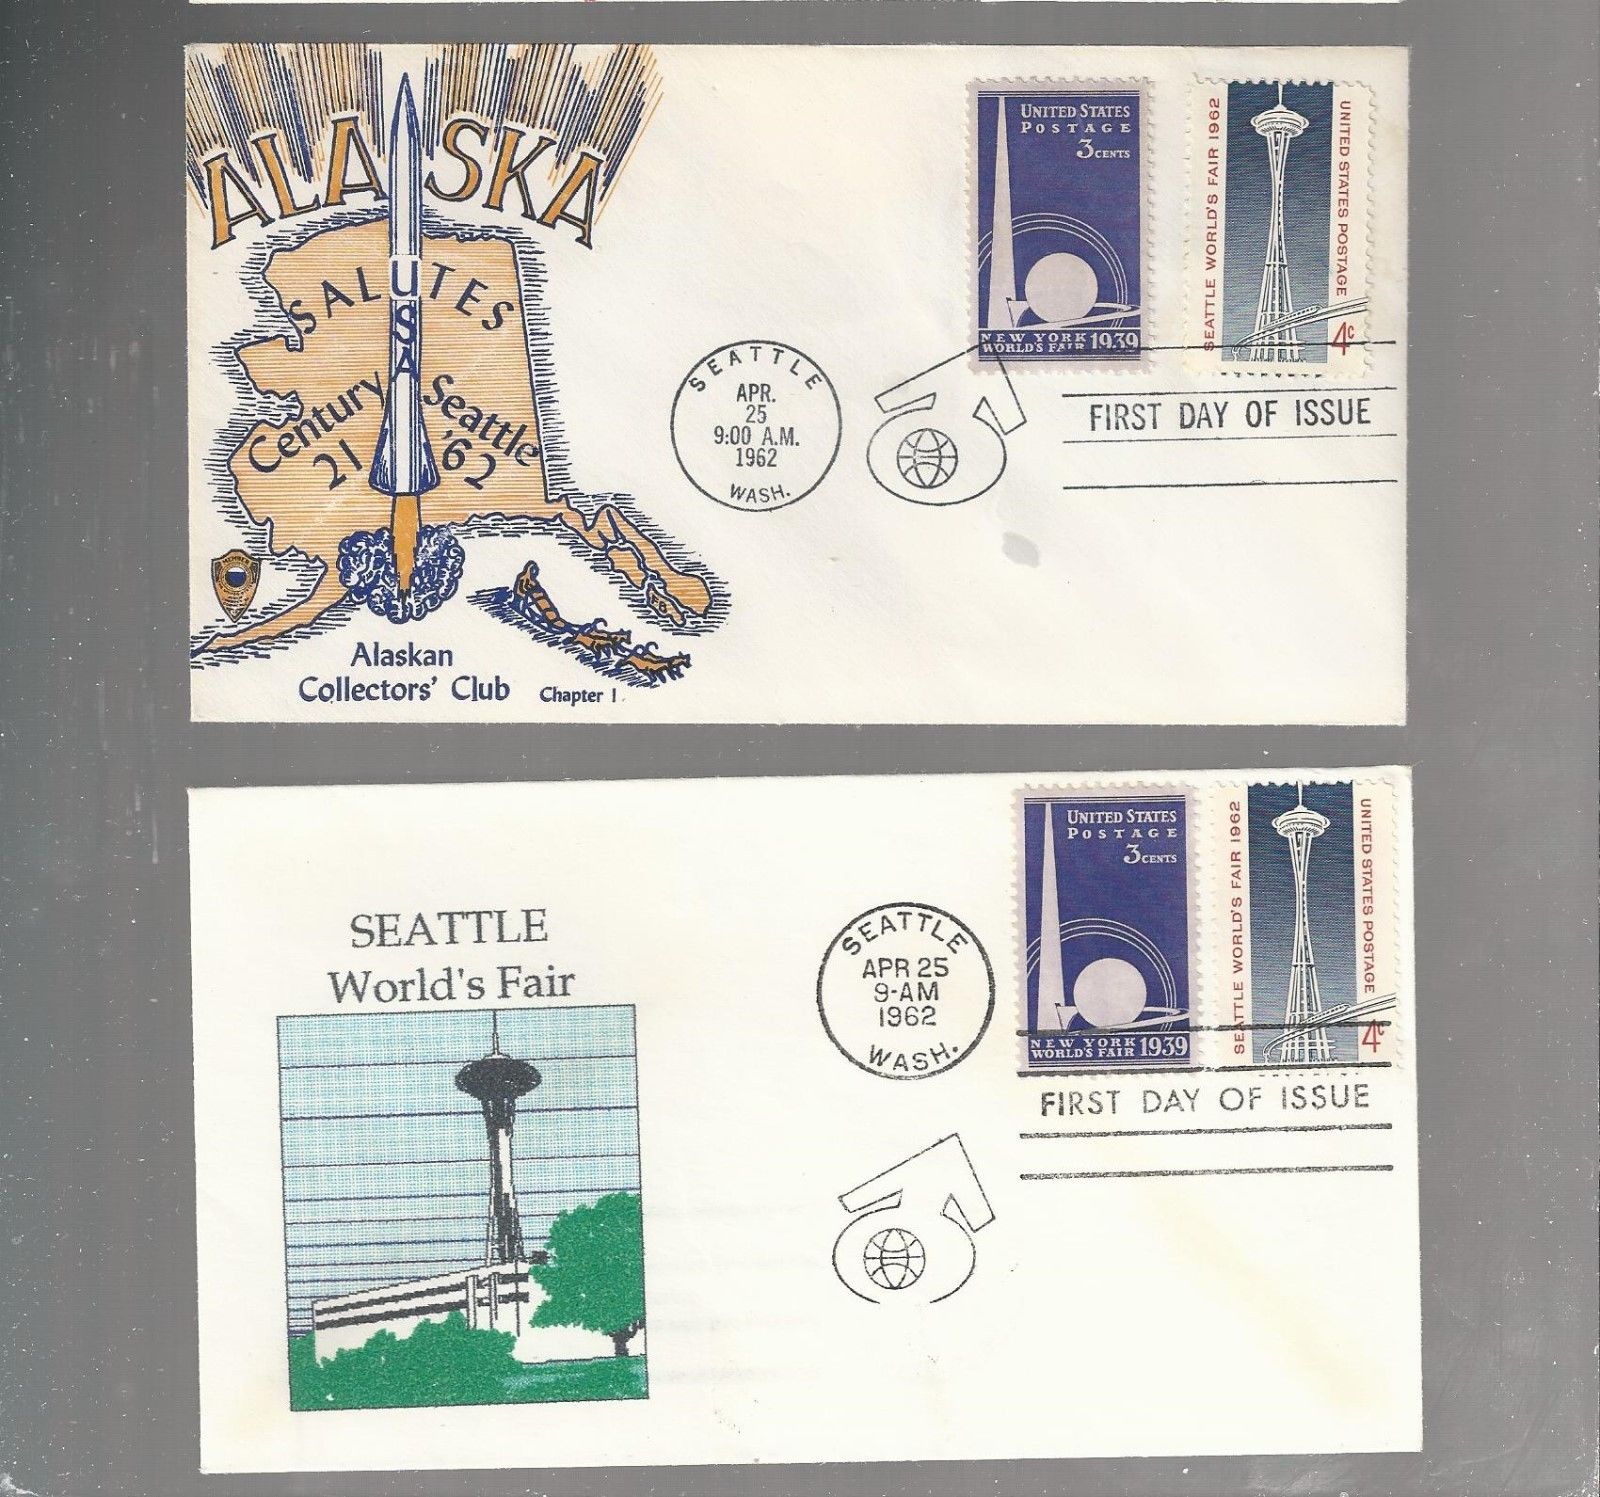 ALASKA
SALUTES
USA
Century Seattle
21 '62
MEMBER
FB
Alaskan
Collectors' Club Chapter 1.
SEATTLE
APR.
25
9:00 A.M.
1962
WASH.
UNITED STATES
POSTAGE
3 CENTS
NEW YORK
WORLD'S FAIR 1939
SEATTLE WORLD'S FAIR 1962
UNITED STATES POSTAGE
4c
FIRST DAY OF ISSUE
SEATTLE
World's Fair
SEATTLE
APR 25
9-AM
1962
WASH.
UNITED STATES
POSTAGE
3 CENTS
NEW YORK
WORLD'S FAIR 1939
SEATTLE WORLD'S FAIR 1962
UNITED STATES POSTAGE
4c
FIRST DAY OF ISSUE